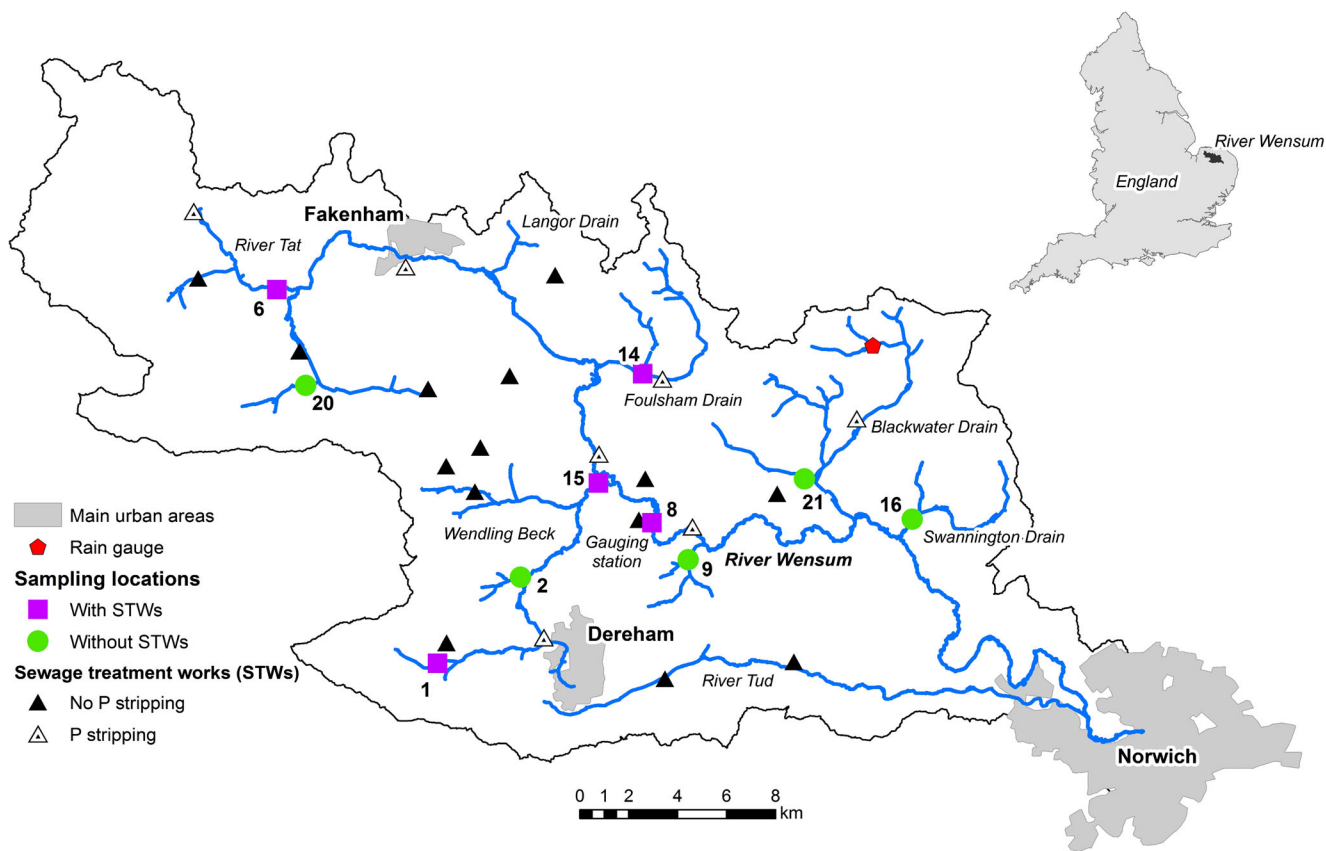 River Wensum
England
Fakenham
Langor Drain
River Tat
6
14
Foulsham Drain
20
Blackwater Drain
15
21
8
16
Wendling Beck
Gauging
station
Swannington Drain
River Wensum
9
2
Dereham
1
River Tud
Norwich
Main urban areas
Rain gauge
Sampling locations
With STWs
Without STWs
Sewage treatment works (STWs)
No P stripping
P stripping
0 1 2 4 6 8
km